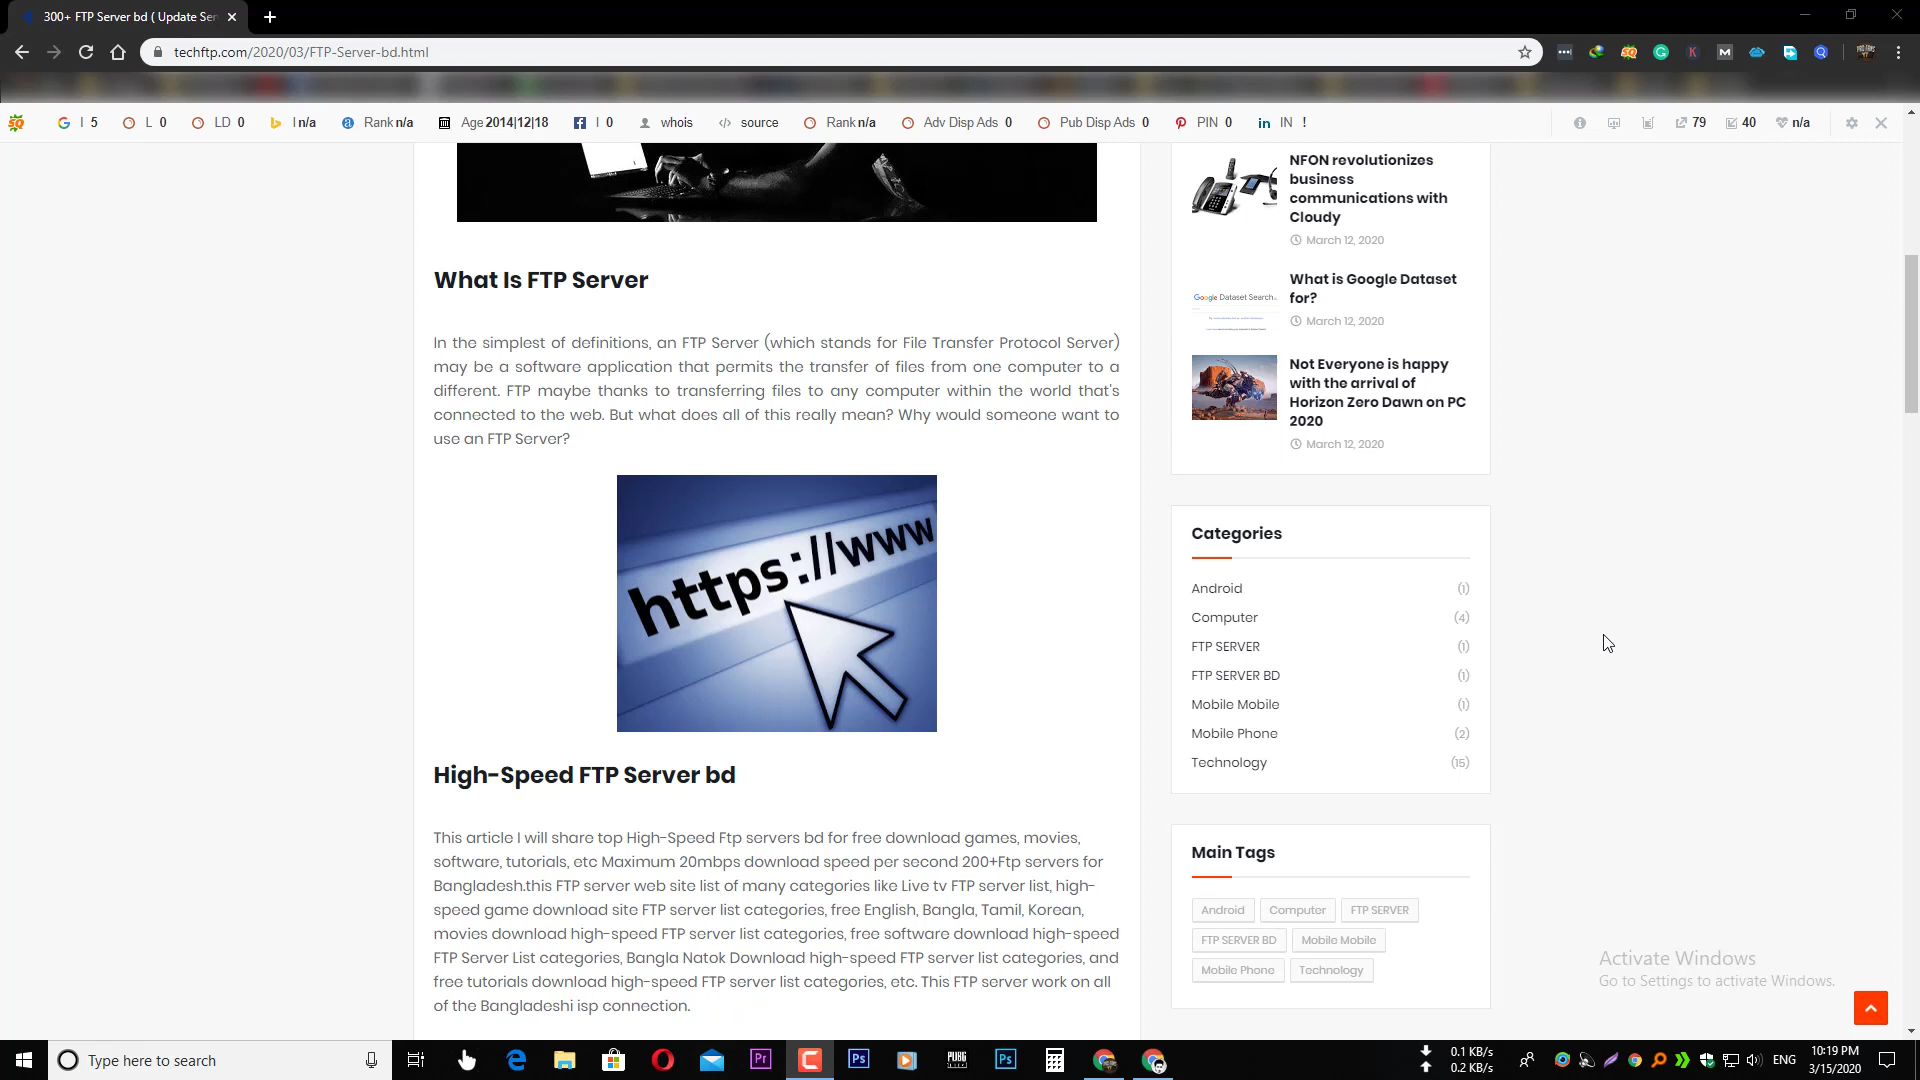 300+ FTP Server bd ( Update Ser
techftp.com/2020/03/FTP-Server-bd.html
I 5
L 0
LD 0
I n/a
Rank n/a
Age 2014|12|18
I 0
whois
source
Rank n/a
Adv Disp Ads 0
Pub Disp Ads 0
PIN 0
IN !
79
40
n/a
What Is FTP Server
In the simplest of definitions, an FTP Server (which stands for File Transfer Protocol Server)
may be a software application that permits the transfer of files from one computer to a
different. FTP maybe thanks to transferring files to any computer within the world that's
connected to the web. But what does all of this really mean? Why would someone want to
use an FTP Server?
https://www
High-Speed FTP Server bd
This article I will share top High-Speed Ftp servers bd for free download games, movies,
software, tutorials, etc Maximum 20mbps download speed per second 200+Ftp servers for
Bangladesh.this FTP server web site list of many categories like Live tv FTP server list, high-
speed game download site FTP server list categories, free English, Bangla, Tamil, Korean,
movies download high-speed FTP server list categories, free software download high-speed
FTP Server List categories, Bangla Natok Download high-speed FTP server list categories, and
free tutorials download high-speed FTP server list categories, etc. This FTP server work on all
of the Bangladeshi isp connection.
NFON revolutionizes
business
communications with
Cloudy
March 12, 2020
Google Dataset Search
What is Google Dataset
for?
March 12, 2020
Not Everyone is happy
with the arrival of
Horizon Zero Dawn on PC
2020
March 12, 2020
Categories
Android (1)
Computer (4)
FTP SERVER (1)
FTP SERVER BD (1)
Mobile Mobile (1)
Mobile Phone (2)
Technology (15)
Main Tags
Android Computer FTP SERVER
FTP SERVER BD Mobile Mobile
Mobile Phone Technology
Activate Windows
Go to Settings to activate Windows.
Type here to search
Pr
Ps
PUBG
Ps
0.1 KB/s
0.2 KB/s
ENG
10:19 PM
3/15/2020